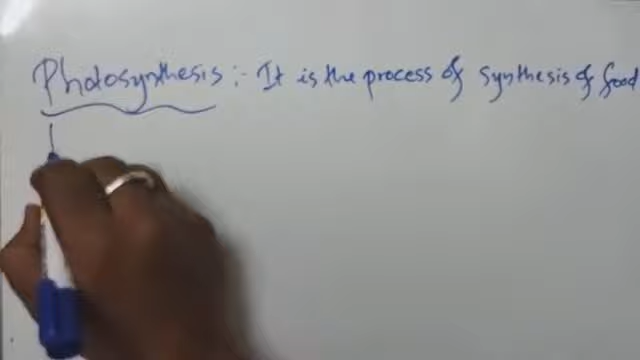 Photosynthesis :- It is the process of synthesis of food